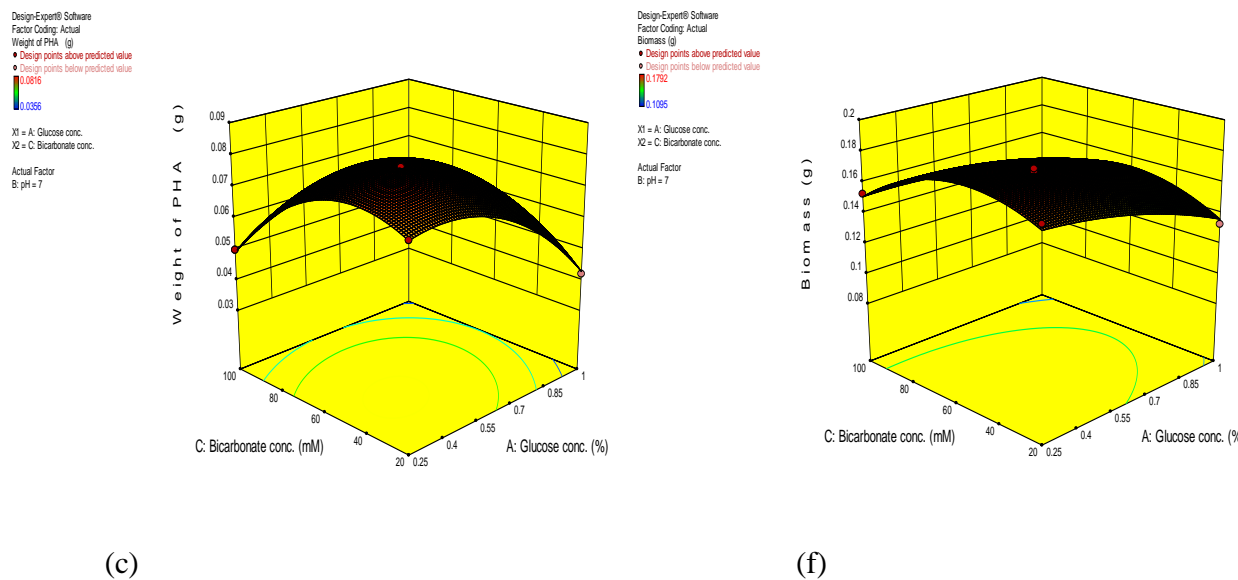 Design-Expert® Software
Factor Coding: Actual
Weight of PHA (g)
Design points above predicted value
Design points below predicted value
0.0816
0.0356
X1 = A: Glucose conc.
X2 = C: Bicarbonate conc.
Actual Factor
B: pH = 7
Weight of PHA (g)
0.09
0.08
0.07
0.06
0.05
0.04
0.03
100
80
60
40
20
0.25
0.4
0.55
0.7
0.85
1
C: Bicarbonate conc. (mM)
A: Glucose conc. (%)
(c)
Design-Expert® Software
Factor Coding: Actual
Biomass (g)
Design points above predicted value
Design points below predicted value
0.1792
0.1095
X1 = A: Glucose conc.
X2 = C: Bicarbonate conc.
Actual Factor
B: pH = 7
Biomass (g)
0.2
0.18
0.16
0.14
0.12
0.1
0.08
100
80
60
40
20
0.25
0.4
0.55
0.7
0.85
1
C: Bicarbonate conc. (mM)
A: Glucose conc. (%
(f)